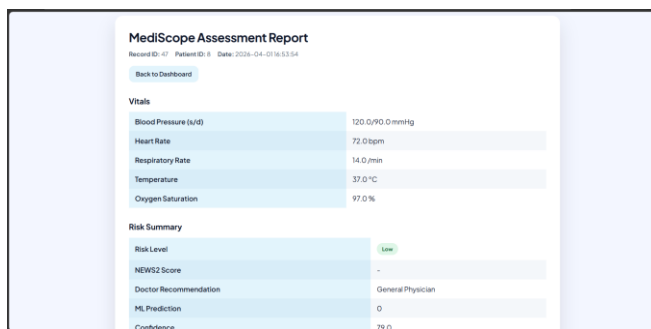 MediScope Assessment Report
Record ID: 47 Patient ID: 8 Date: 2026-04-01 16:53:54
Back to Dashboard
Vitals
Blood Pressure (s/d) 120.0/90.0 mmHg
Heart Rate 72.0 bpm
Respiratory Rate 14.0 /min
Temperature 37.0 °C
Oxygen Saturation 97.0 %
Risk Summary
Risk Level Low
NEWS2 Score -
Doctor Recommendation General Physician
ML Prediction 0
Confidence 79.0